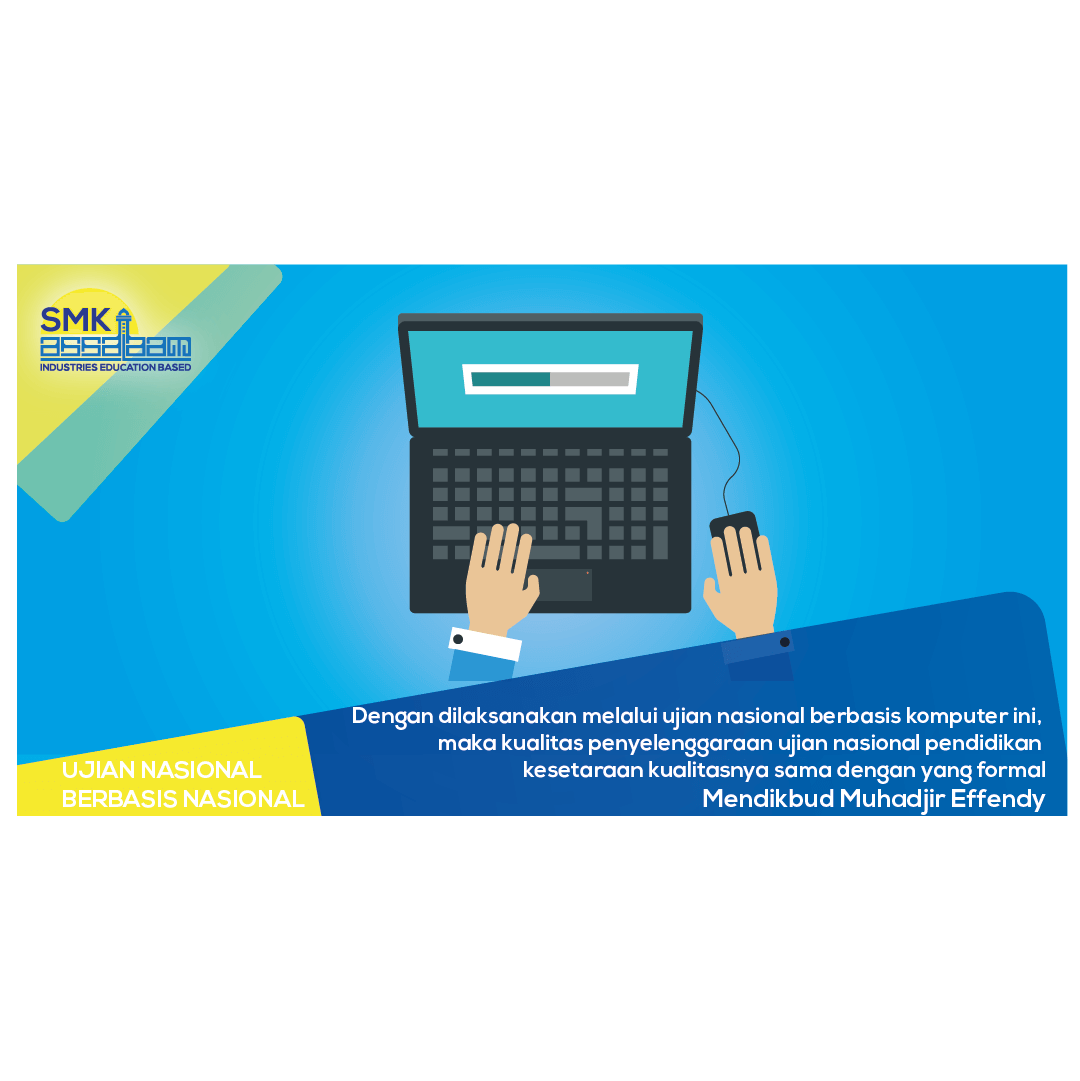 SMK
assalaam
INDUSTRIES EDUCATION BASED
Dengan dilaksanakan melalui ujian nasional berbasis komputer ini,
maka kualitas penyelenggaraan ujian nasional pendidikan
kesetaraan kualitasnya sama dengan yang formal
Mendikbud Muhadjir Effendy
UJIAN NASIONAL
BERBASIS NASIONAL